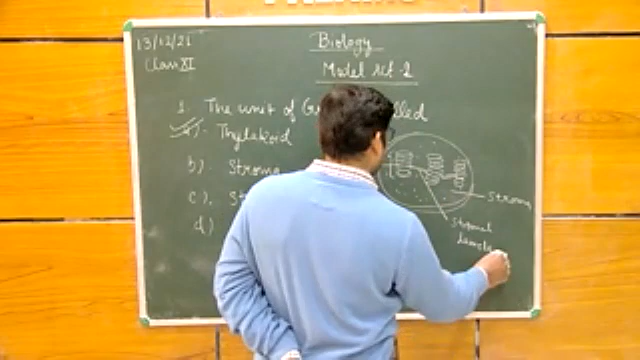 13/12/21
Biology
Class XI
Model Set-2
1. The unit of G lled
a). Thylakoid
b). Stroma
c). St
d)
Stroma
Stromal
lamella